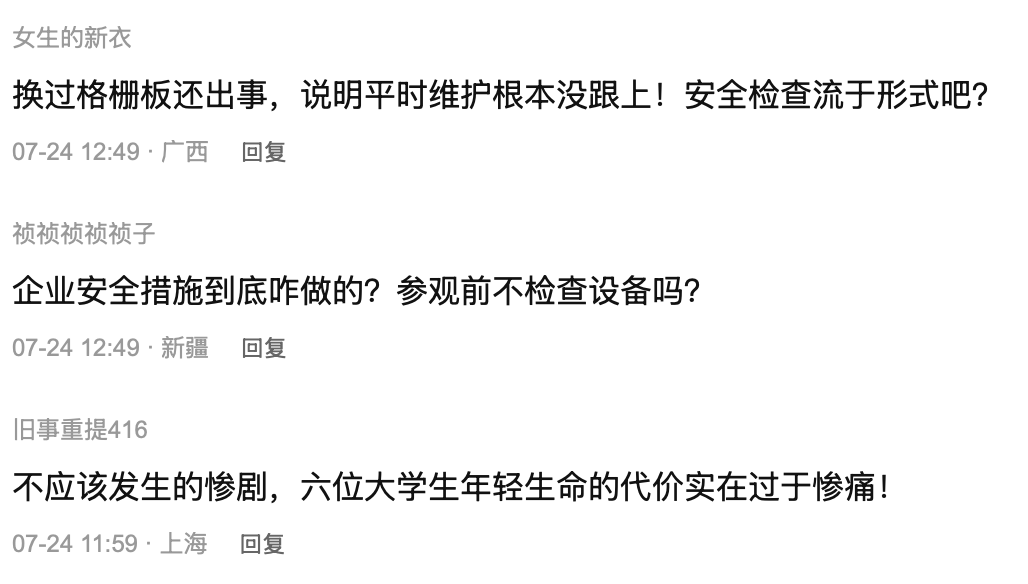 女生的新衣
换过格栅板还出事，说明平时维护根本没跟上！安全检查流于形式吧？
07-24 12:49 · 广西 回复
祯祯祯祯祯子
企业安全措施到底咋做的？参观前不检查设备吗？
07-24 12:49 · 新疆 回复
旧事重提416
不应该发生的惨剧，六位大学生年轻生命的代价实在过于惨痛！
07-24 11:59 · 上海 回复